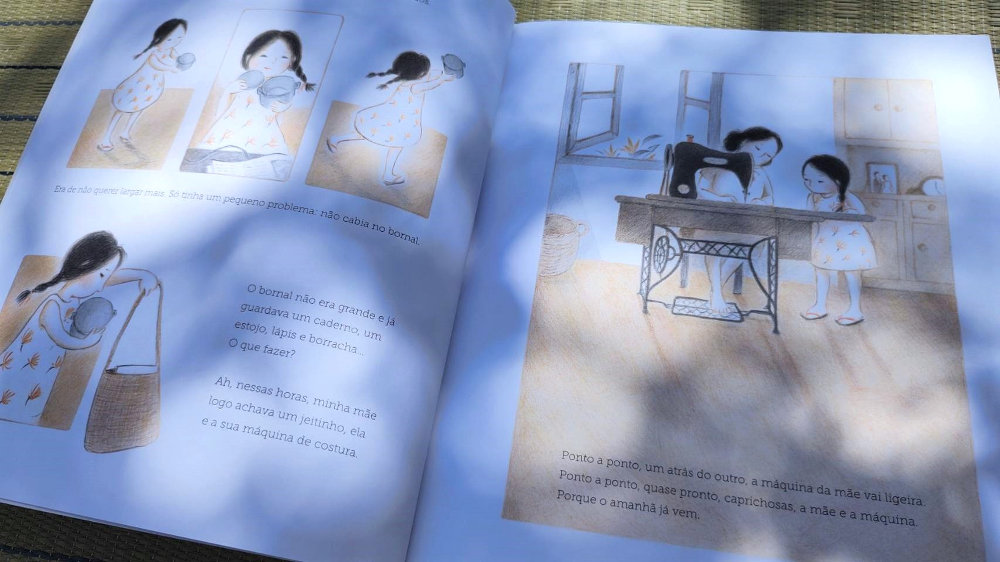 Era de não querer largar mais. Só tinha um pequeno problema: não cabia no bornal.
O bornal não era grande e já
guardava um caderno, um
estojo, lápis e borracha...
O que fazer?
Ah, nessas horas, minha mãe
logo achava um jeitinho, ela
e a sua máquina de costura.
Ponto a ponto, um atrás do outro, a máquina da mãe vai ligeira.
Ponto a ponto, quase pronto, caprichosas, a mãe e a máquina.
Porque o amanhã já vem.